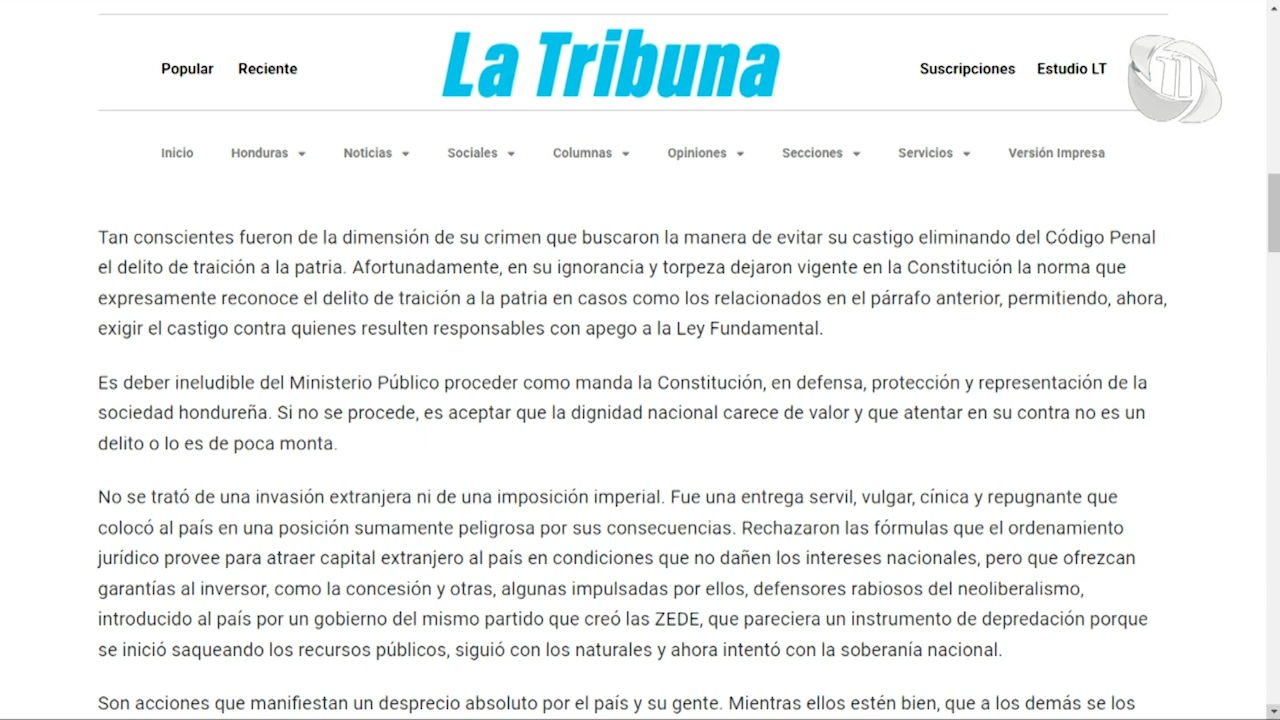 La Tribuna
Popular Reciente
Suscripciones Estudio LT
Inicio Honduras Noticias Sociales Columnas Opiniones Secciones Servicios Versión Impresa
Tan conscientes fueron de la dimensión de su crimen que buscaron la manera de evitar su castigo eliminando del Código Penal
el delito de traición a la patria. Afortunadamente, en su ignorancia y torpeza dejaron vigente en la Constitución la norma que
expresamente reconoce el delito de traición a la patria en casos como los relacionados en el párrafo anterior, permitiendo, ahora,
exigir el castigo contra quienes resulten responsables con apego a la Ley Fundamental.
Es deber ineludible del Ministerio Público proceder como manda la Constitución, en defensa, protección y representación de la
sociedad hondureña. Si no se procede, es aceptar que la dignidad nacional carece de valor y que atentar en su contra no es un
delito o lo es de poca monta.
No se trató de una invasión extranjera ni de una imposición imperial. Fue una entrega servil, vulgar, cínica y repugnante que
colocó al país en una posición sumamente peligrosa por sus consecuencias. Rechazaron las fórmulas que el ordenamiento
jurídico provee para atraer capital extranjero al país en condiciones que no dañen los intereses nacionales, pero que ofrezcan
garantías al inversor, como la concesión y otras, algunas impulsadas por ellos, defensores rabiosos del neoliberalismo,
introducido al país por un gobierno del mismo partido que creó las ZEDE, que pareciera un instrumento de depredación porque
se inició saqueando los recursos públicos, siguió con los naturales y ahora intentó con la soberanía nacional.
Son acciones que manifiestan un desprecio absoluto por el país y su gente. Mientras ellos estén bien, que a los demás se los